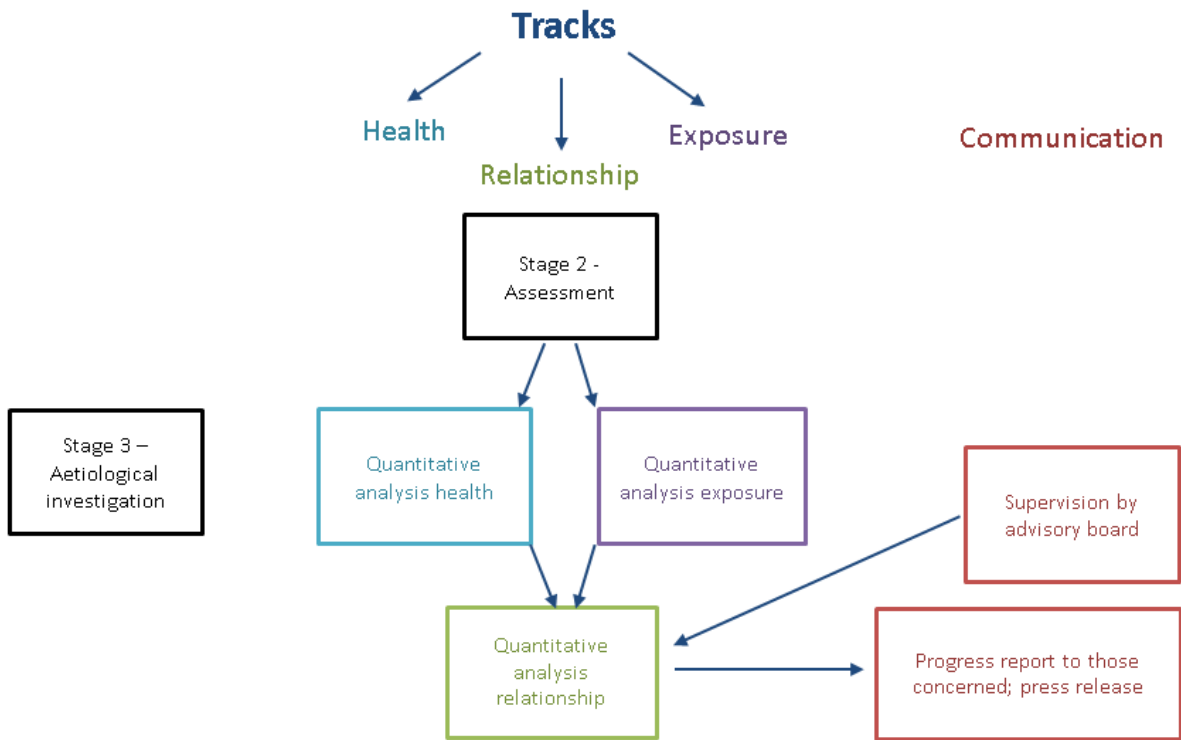 Tracks
Health
Exposure
Communication
Relationship
Stage 2 -
Assessment
Stage 3 –
Aetiological
investigation
Quantitative
analysis health
Quantitative
analysis exposure
Supervision by
advisory board
Quantitative
analysis
relationship
Progress report to those
concerned; press release